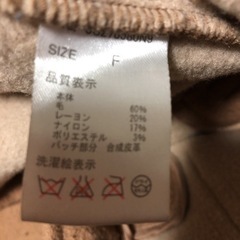 SIZE F
品質表示
本体
毛 60%
レーヨン 20%
ナイロン 17%
ポリエステル 3%
パッチ部分 合成皮革
洗濯絵表示